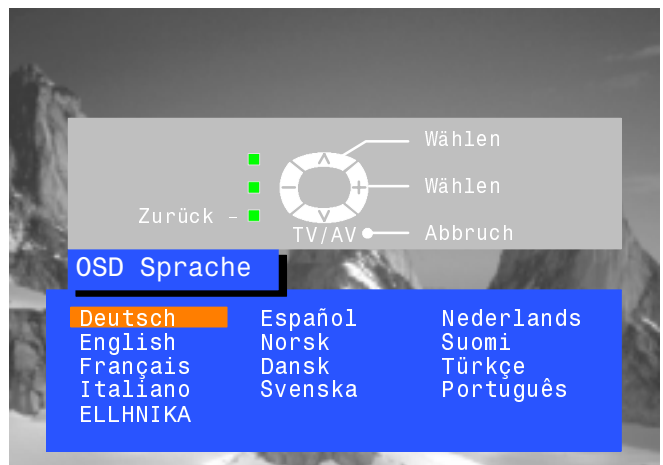 Wählen
Wählen
Zurück –
TV/AV Abbruch
OSD Sprache
Deutsch Español Nederlands
English Norsk Suomi
Français Dansk Türkçe
Italiano Svenska Português
ELLHNIKA